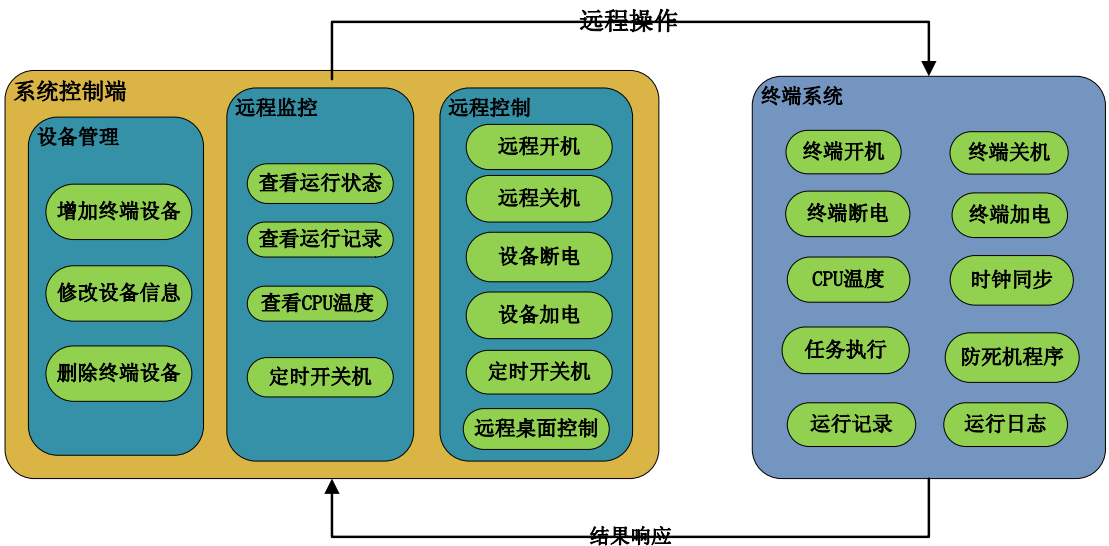 远程操作
系统控制端
设备管理
增加终端设备
修改设备信息
删除终端设备
远程监控
查看运行状态
查看运行记录
查看CPU温度
定时开关机
远程控制
远程开机
远程关机
设备断电
设备加电
定时开关机
远程桌面控制
终端系统
终端开机
终端关机
终端断电
终端加电
CPU温度
时钟同步
任务执行
防死机程序
运行记录
运行日志
结果响应